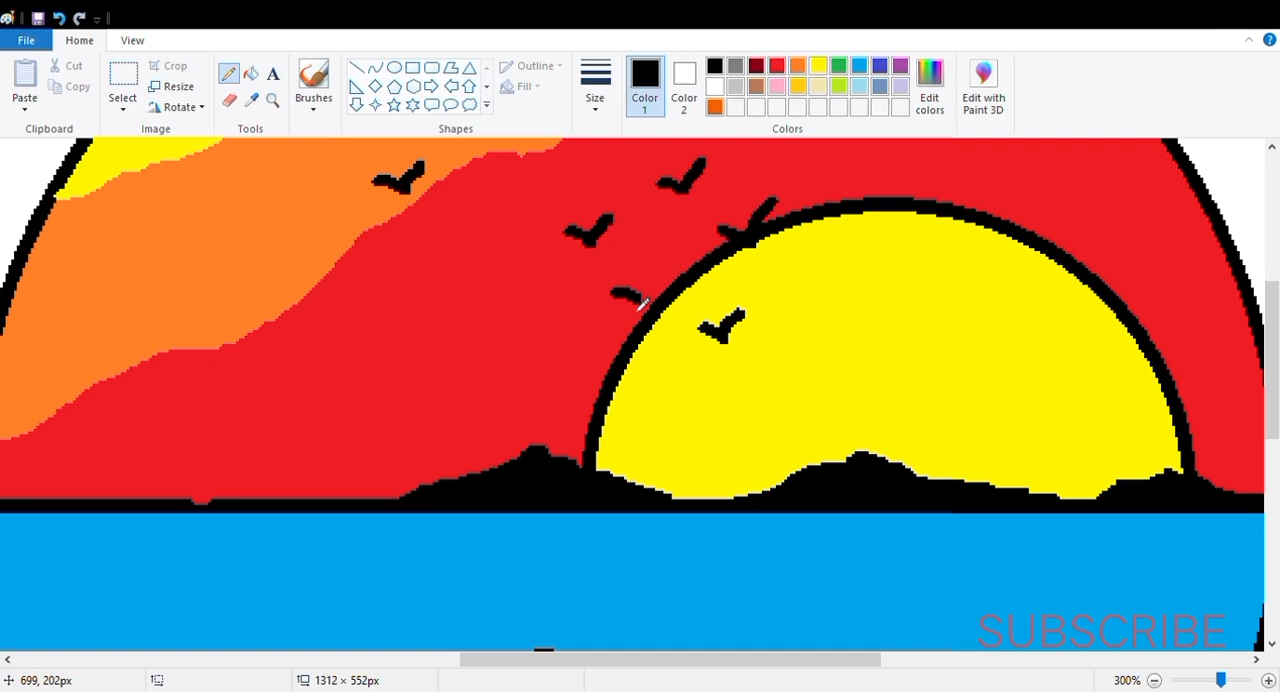 File Home View
Paste Cut Copy Clipboard
Select Crop Resize Rotate Image
A Tools
Brushes
Outline Fill Shapes
Size
Color 1 Color 2 Edit colors Colors
Edit with Paint 3D
SUBSCRIBE
699, 202px 1312 × 552px 300%